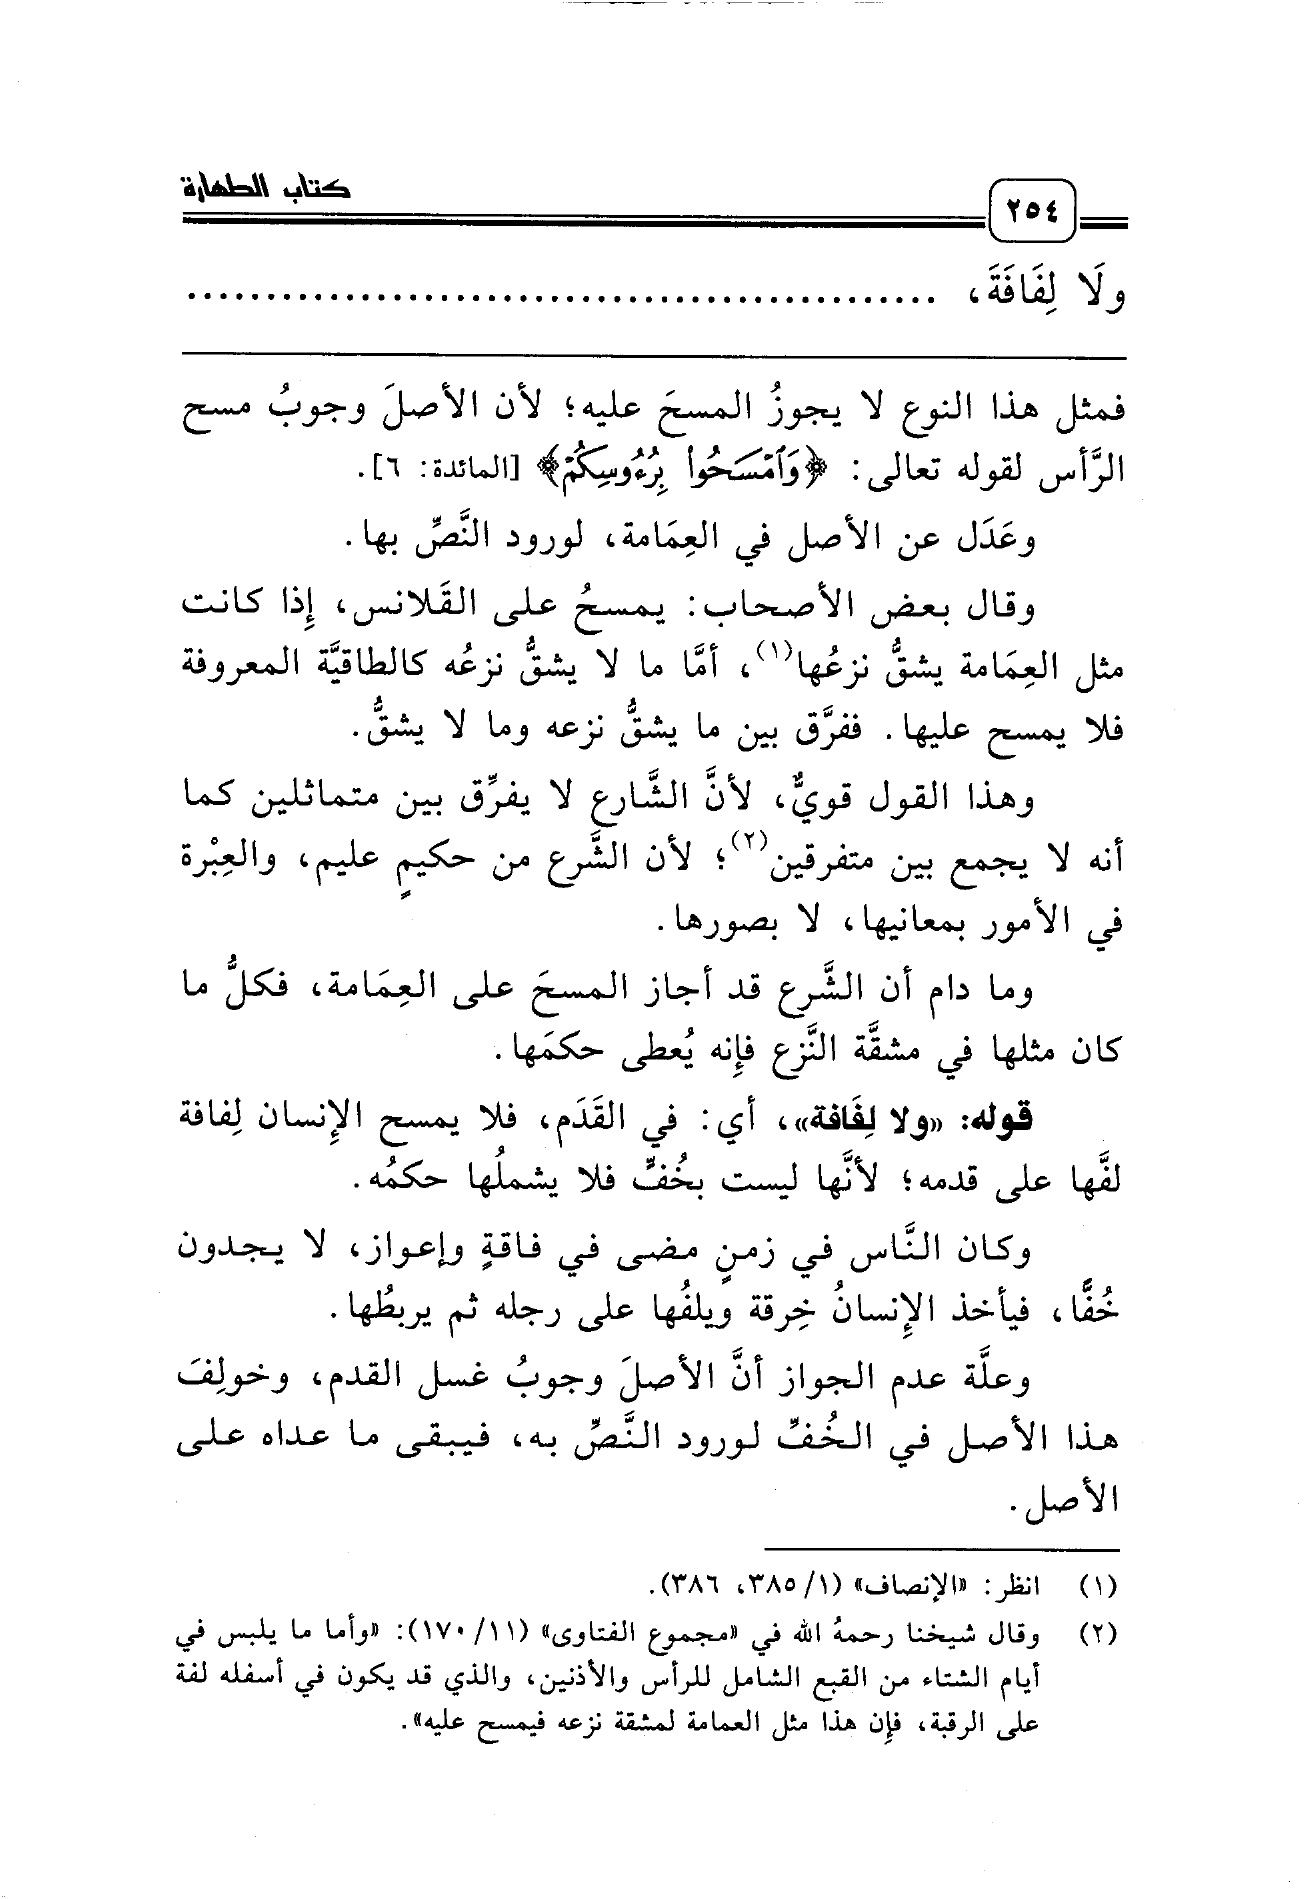 كتاب الطهارة
٢٥٤
ولَا لِفَافَةَ، ................................................
فمثل هذا النوع لا يجوزُ المسحَ عليه؛ لأن الأصلَ وجوبُ مسح
الرَّأس لقوله تعالى: ﴿وَٱمْسَحُوا۟ بِرُءُوسِكُمْ﴾ [المائدة: ٦].
وعَدَل عن الأصل في العِمَامة، لورود النَّصِّ بها.
وقال بعض الأصحاب: يمسحُ على القَلانس، إِذا كانت
مثل العِمَامة يشقُّ نزعُها(١)، أمَّا ما لا يشقُّ نزعُه كالطاقيَّة المعروفة
فلا يمسح عليها. ففرَّق بين ما يشقُّ نزعه وما لا يشقُّ.
وهذا القول قويٌّ، لأنَّ الشَّارع لا يفرِّق بين متماثلين كما
أنه لا يجمع بين متفرقين(٢)؛ لأن الشَّرع من حكيمٍ عليم، والعِبْرة
في الأمور بمعانيها، لا بصورها.
وما دام أن الشَّرع قد أجاز المسحَ على العِمَامة، فكلُّ ما
كان مثلها في مشقَّة النَّزع فإِنه يُعطى حكمَها.
قوله: «ولا لِفَافة»، أي: في القَدَم، فلا يمسح الإِنسان لِفافة
لفَّها على قدمه؛ لأنَّها ليست بخُفٍّ فلا يشملُها حكمُه.
وكان النَّاس في زمنٍ مضى في فاقةٍ وإعواز، لا يجدون
خُفًّا، فيأخذ الإِنسانُ خِرقة ويلفُها على رجله ثم يربطُها.
وعلَّة عدم الجواز أنَّ الأصلَ وجوبُ غسل القدم، وخولِفَ
هذا الأصل في الخُفِّ لورود النَّصِّ به، فيبقى ما عداه على
الأصل.
(١) انظر: «الإنصاف» (١/ ٣٨٥، ٣٨٦).
(٢) وقال شيخنا رحمهُ الله في «مجموع الفتاوى» (١١/ ١٧٠): «وأما ما يلبس في
أيام الشتاء من القبع الشامل للرأس والأذنين، والذي قد يكون في أسفله لفة
على الرقبة، فإن هذا مثل العمامة لمشقة نزعه فيمسح عليه».